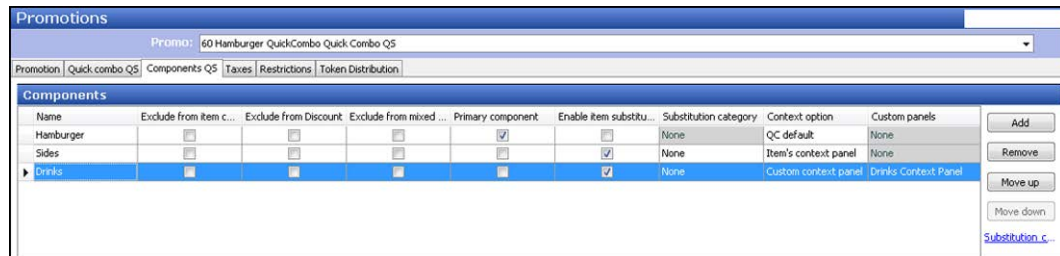 Promotions
Promo: 60 Hamburger QuickCombo Quick Combo QS
Promotion Quick combo QS Components QS Taxes Restrictions Token Distribution
Components
Name Exclude from item c... Exclude from Discount Exclude from mixed ... Primary component Enable item substitu... Substitution category Context option Custom panels
Add
Hamburger None QC default None
Sides None Item's context panel None
Remove
Drinks None Custom context panel Drinks Context Panel
Move up
Move down
Substitution c...